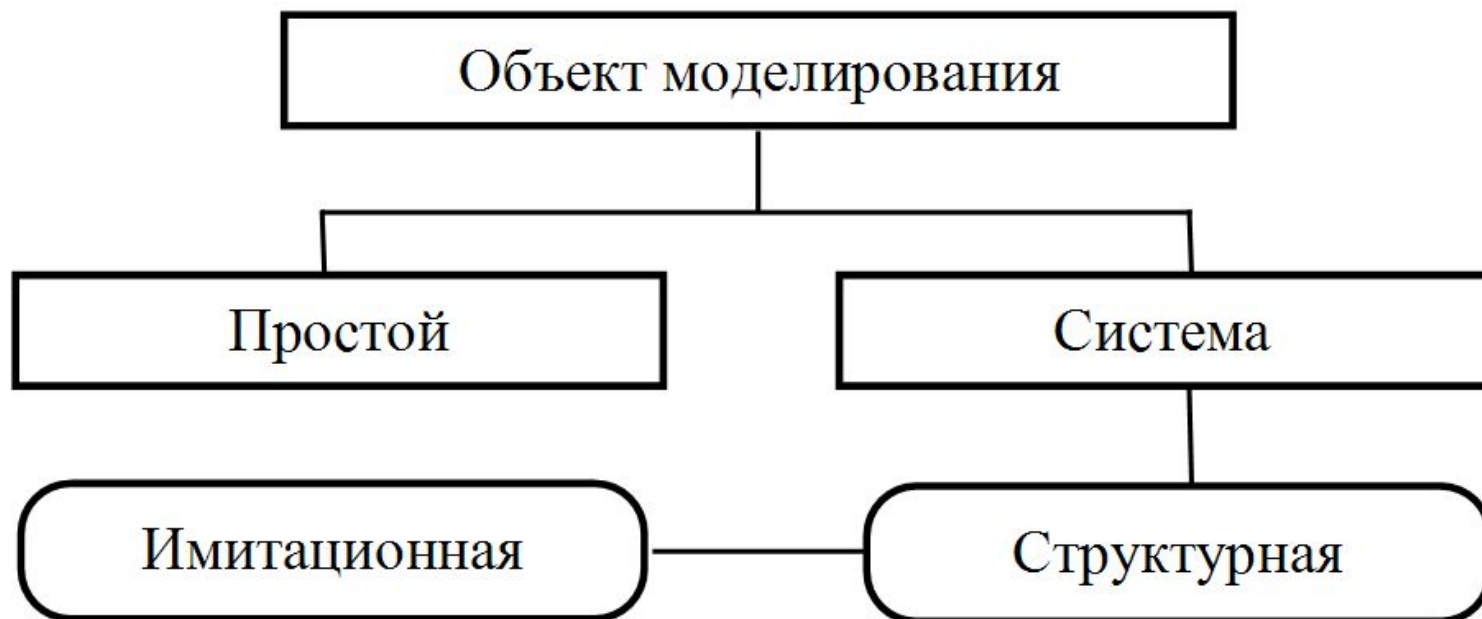 Объект моделирования
Простой
Система
Имитационная
Структурная